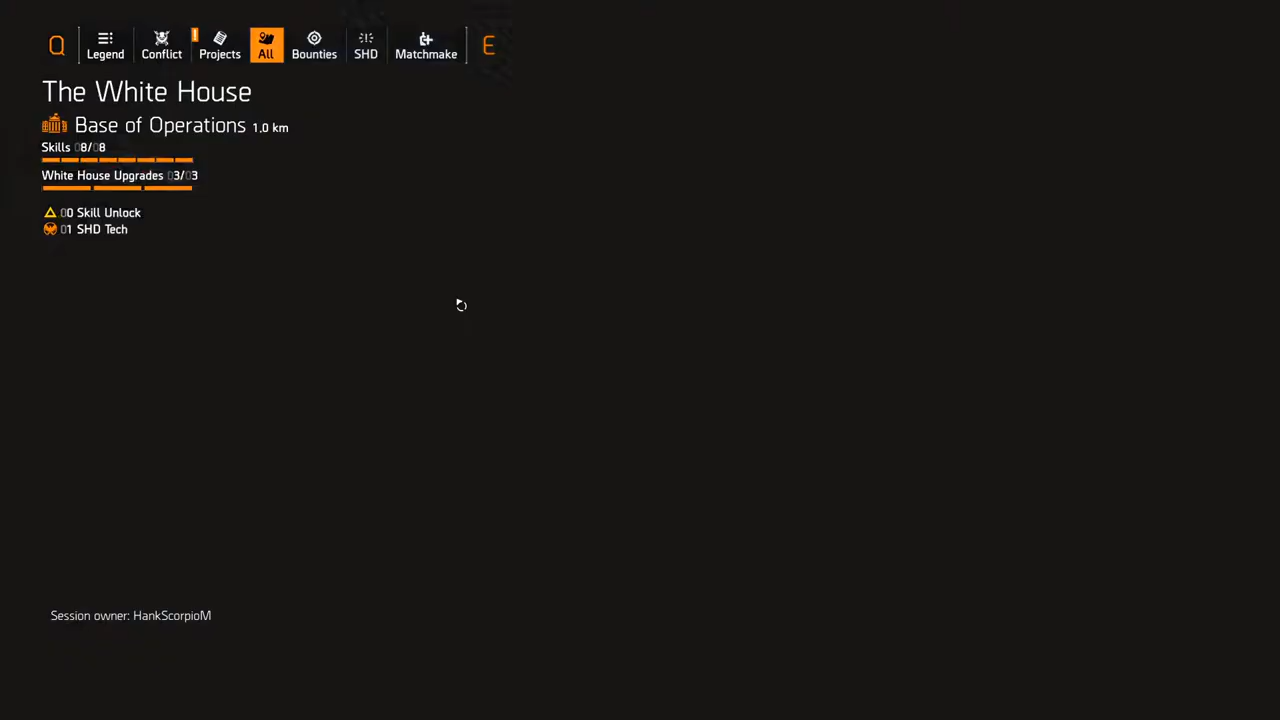 Q Legend Conflict Projects All Bounties SHD Matchmake E
The White House
Base of Operations 1,0 km
Skills 08/08
White House Upgrades 03/03
00 Skill Unlock
01 SHD Tech
Session owner: HankScorpioM